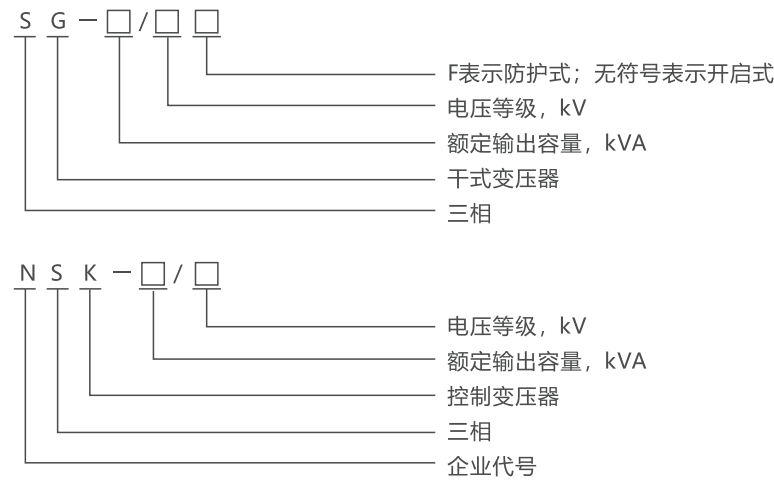 SG－□/□□
F表示防护式；无符号表示开启式
电压等级，kV
额定输出容量，kVA
干式变压器
三相
NSK－□/□
电压等级，kV
额定输出容量，kVA
控制变压器
三相
企业代号